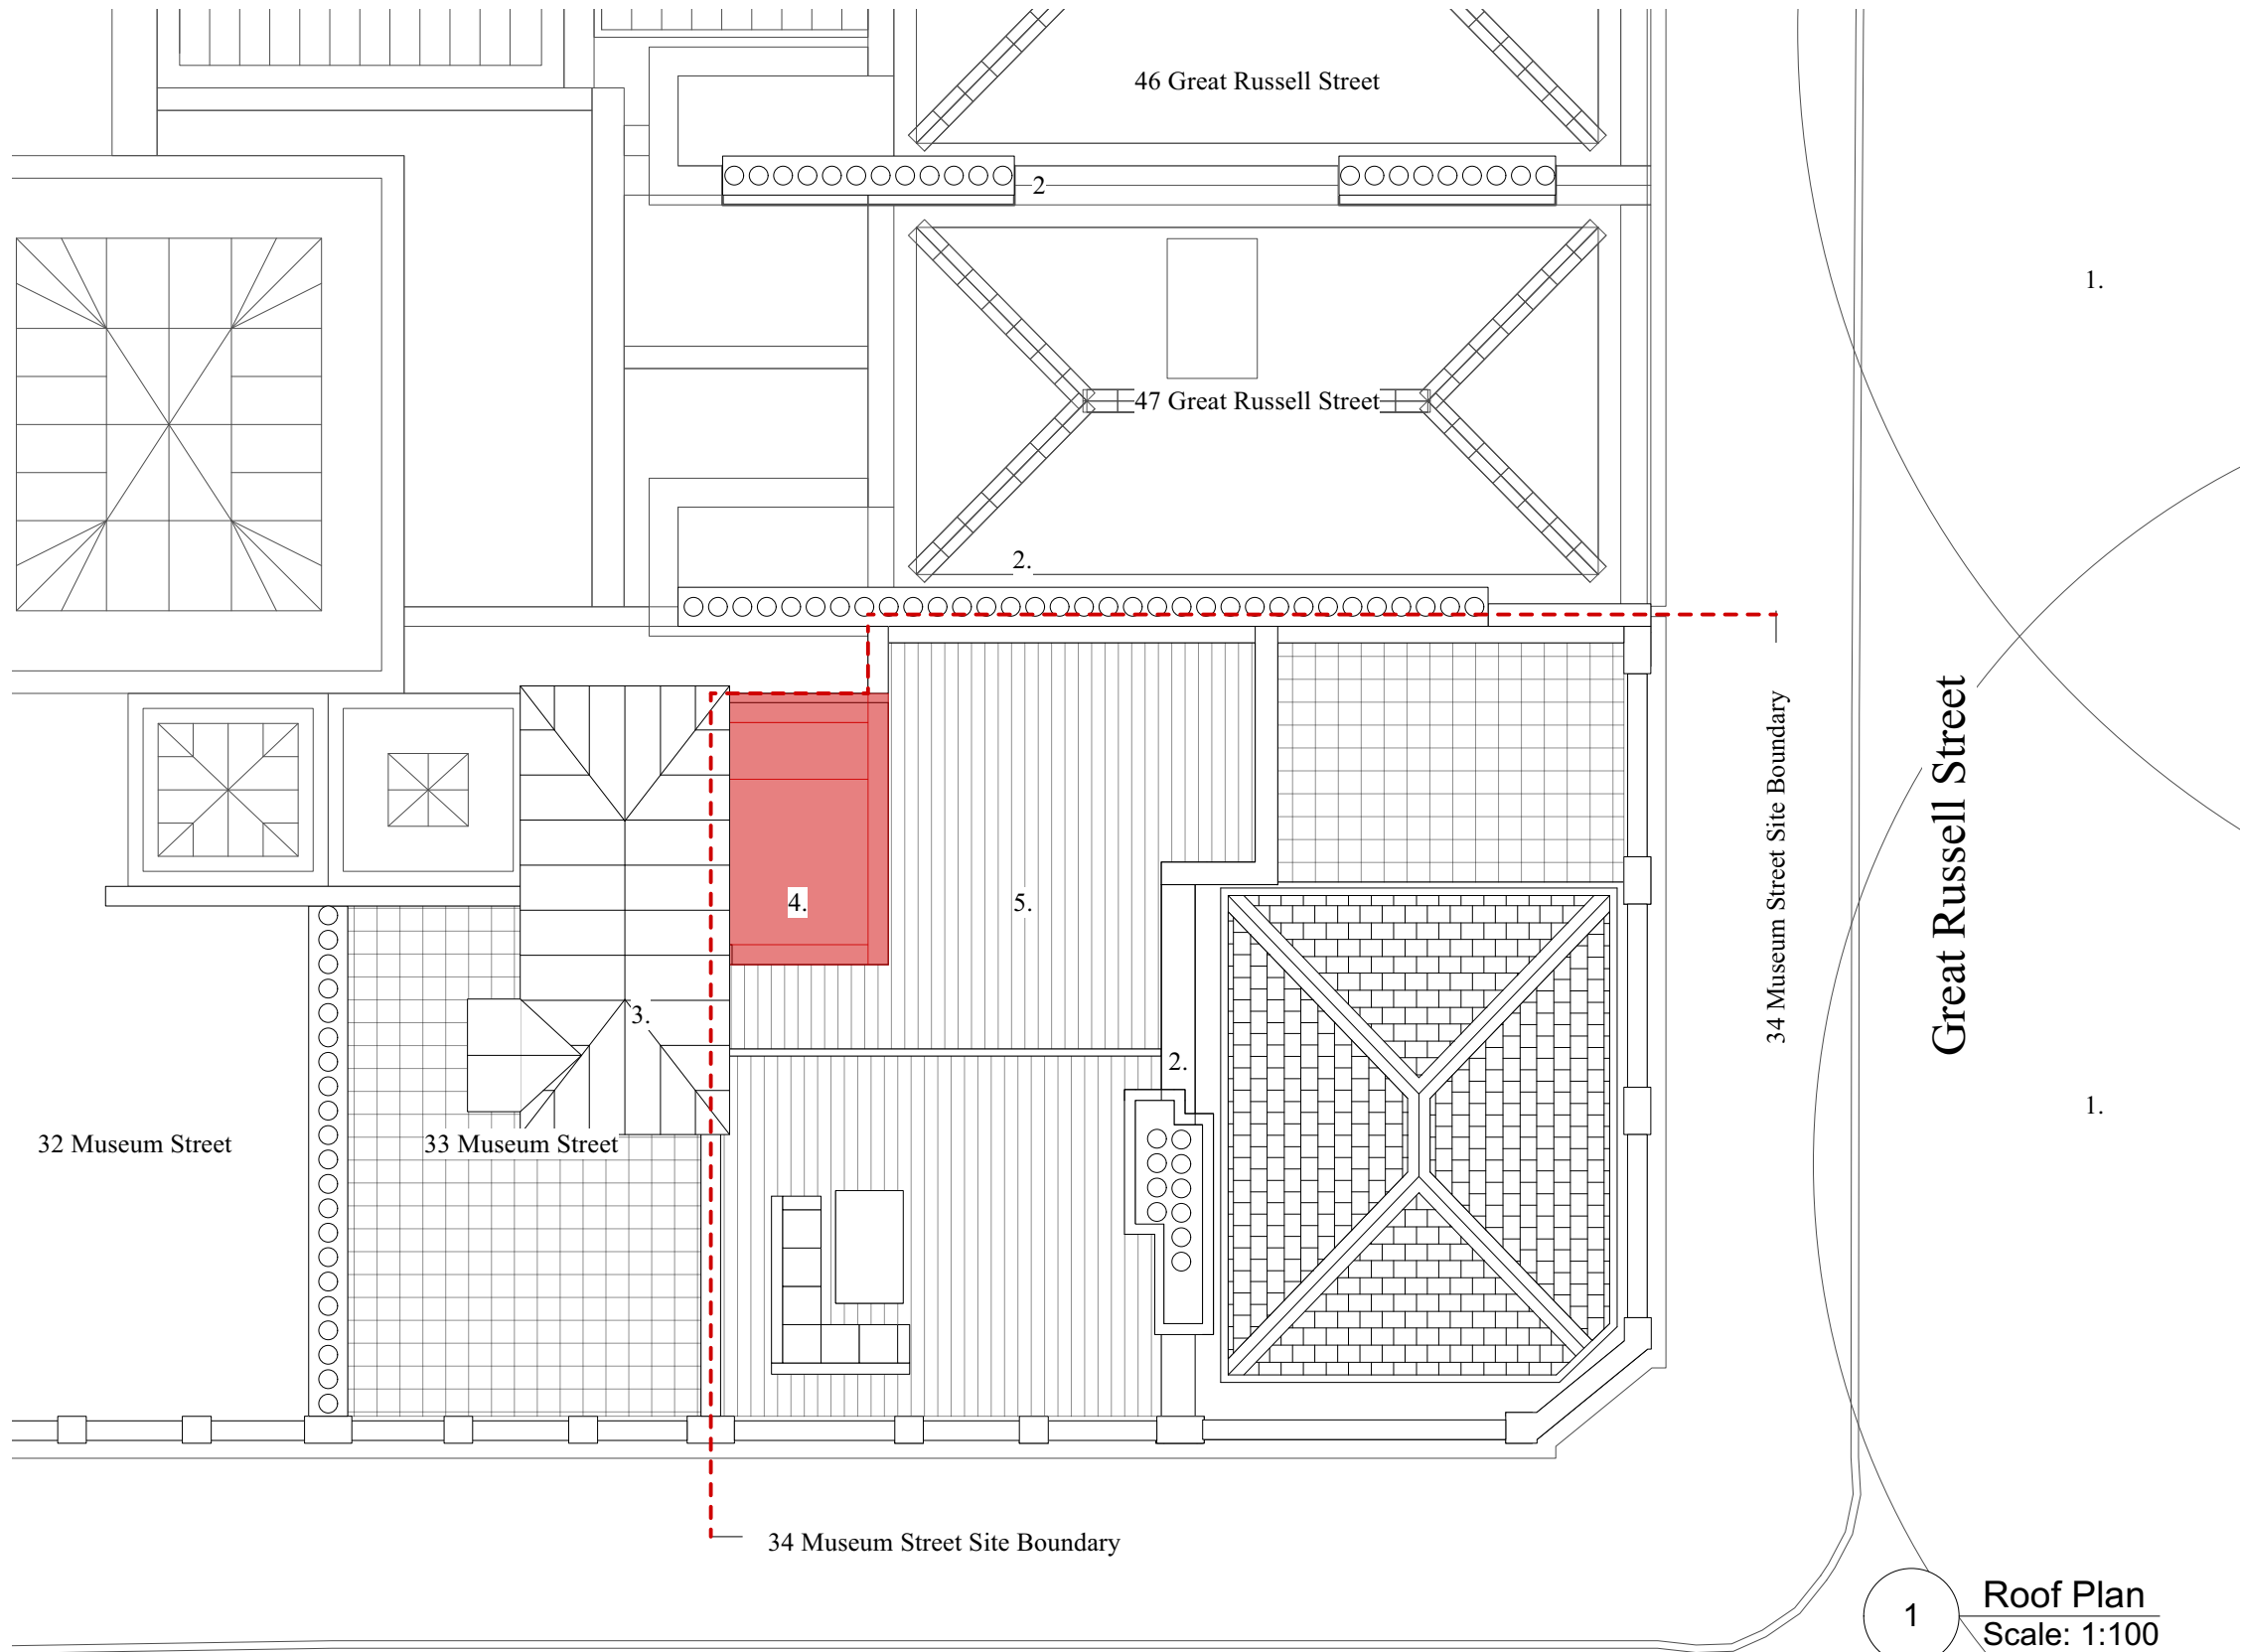 46 Great Russell Street
2
1.
47 Great Russell Street
2.
34 Museum Street Site Boundary
Great Russell Street
4.
5.
3.
2.
1.
32 Museum Street
33 Museum Street
34 Museum Street Site Boundary
1
Roof Plan
Scale: 1:100